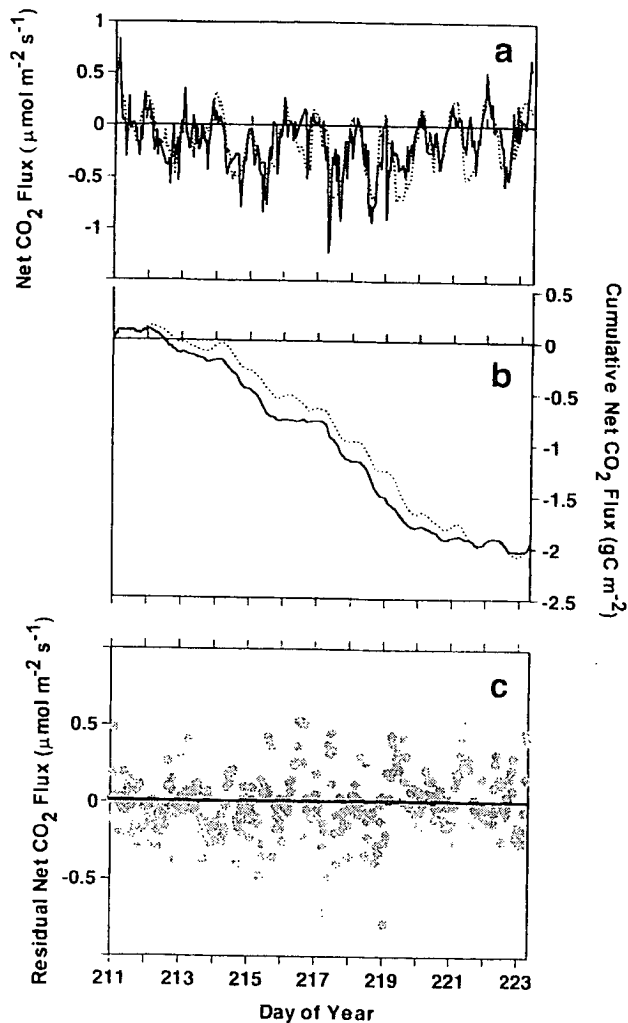 Net CO2 Flux ( μmol m-2 s-1)
1
0.5
0
-0.5
-1
a
Cumulative Net CO2 Flux (gC m-2)
0.5
0
-0.5
-1
-1.5
-2
-2.5
b
Residual Net CO2 Flux (μmol m-2 s-1)
0.5
0
-0.5
c
211 213 215 217 219 221 223
Day of Year